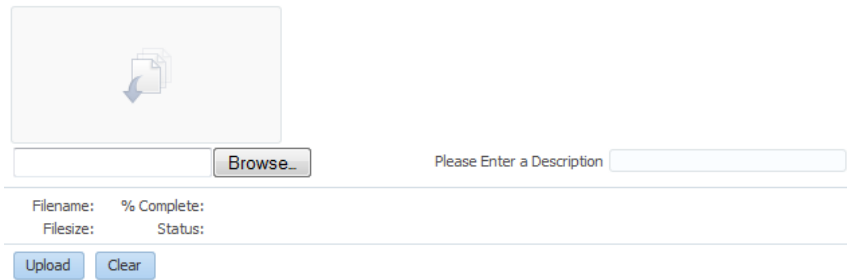 Browse... Please Enter a Description
Filename: % Complete:
Filesize: Status:
Upload Clear